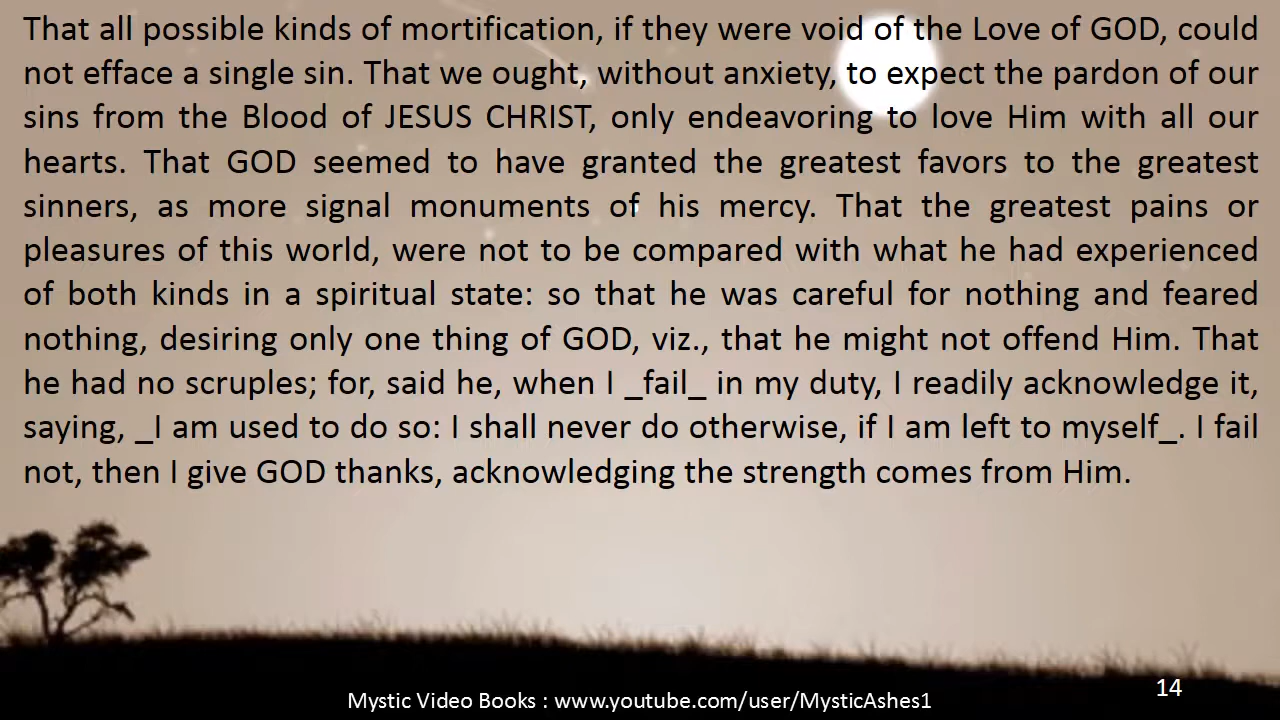 That all possible kinds of mortification, if they were void of the Love of GOD, could
not efface a single sin. That we ought, without anxiety, to expect the pardon of our
sins from the Blood of JESUS CHRIST, only endeavoring to love Him with all our
hearts. That GOD seemed to have granted the greatest favors to the greatest
sinners, as more signal monuments of his mercy. That the greatest pains or
pleasures of this world, were not to be compared with what he had experienced
of both kinds in a spiritual state: so that he was careful for nothing and feared
nothing, desiring only one thing of GOD, viz., that he might not offend Him. That
he had no scruples; for, said he, when I _fail_ in my duty, I readily acknowledge it,
saying, _I am used to do so: I shall never do otherwise, if I am left to myself_. I fail
not, then I give GOD thanks, acknowledging the strength comes from Him.
14
Mystic Video Books : www.youtube.com/user/MysticAshes1